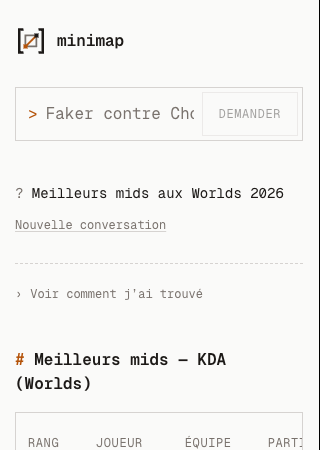 minimap
> Faker contre Cho
DEMANDER
? Meilleurs mids aux Worlds 2026
Nouvelle conversation
› Voir comment j'ai trouvé
# Meilleurs mids — KDA
(Worlds)
RANG JOUEUR ÉQUIPE PARTI